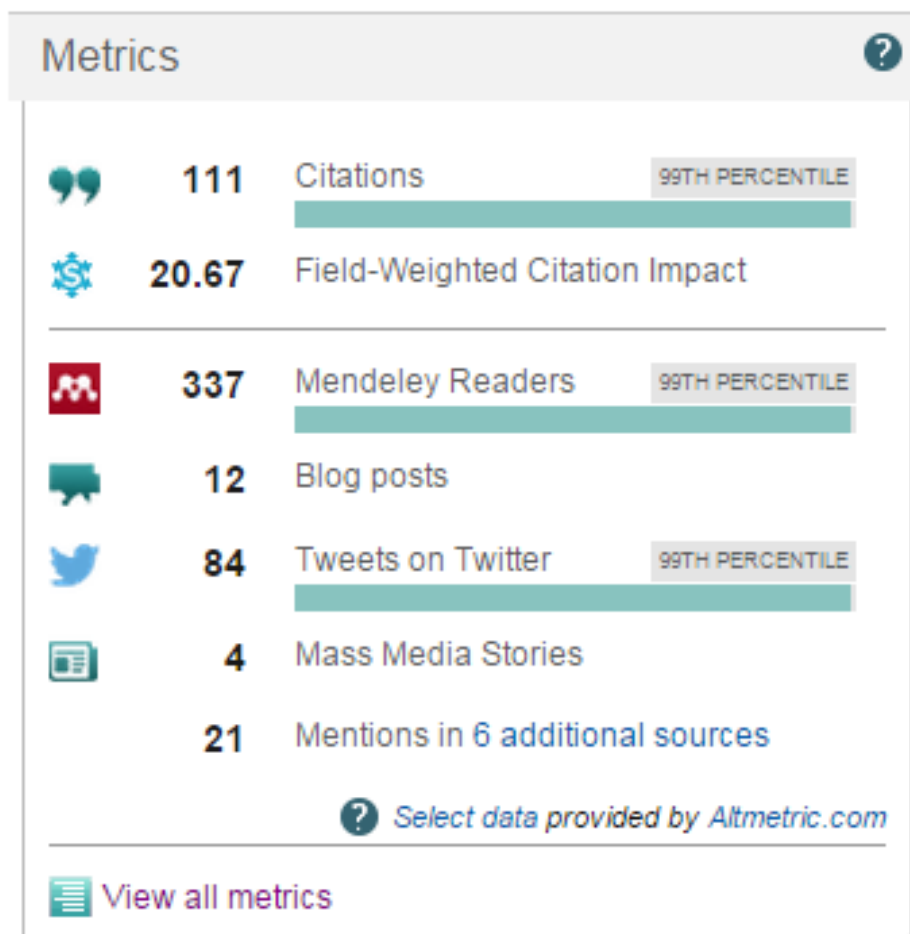 Metrics ?
111 Citations 99TH PERCENTILE
20.67 Field-Weighted Citation Impact
337 Mendeley Readers 99TH PERCENTILE
12 Blog posts
84 Tweets on Twitter 99TH PERCENTILE
4 Mass Media Stories
21 Mentions in 6 additional sources
? Select data provided by Altmetric.com
View all metrics